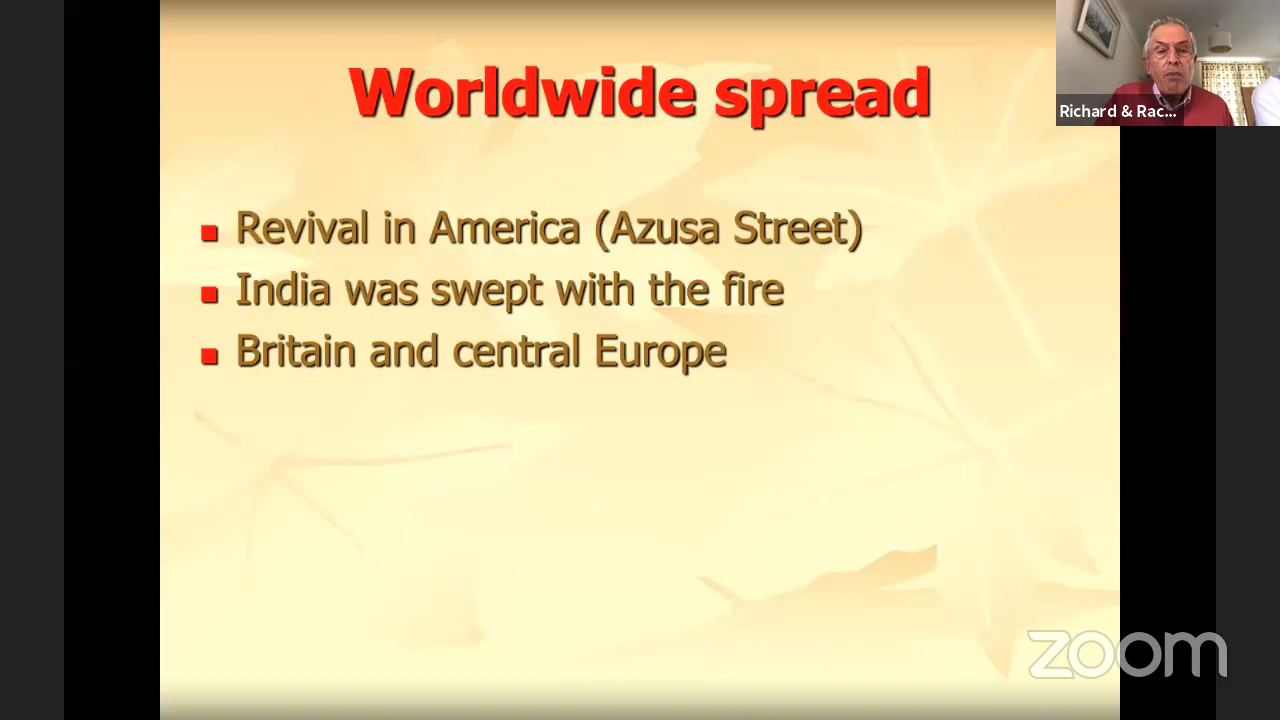 Worldwide spread
Revival in America (Azusa Street)
India was swept with the fire
Britain and central Europe
Richard & Rac...
zoom